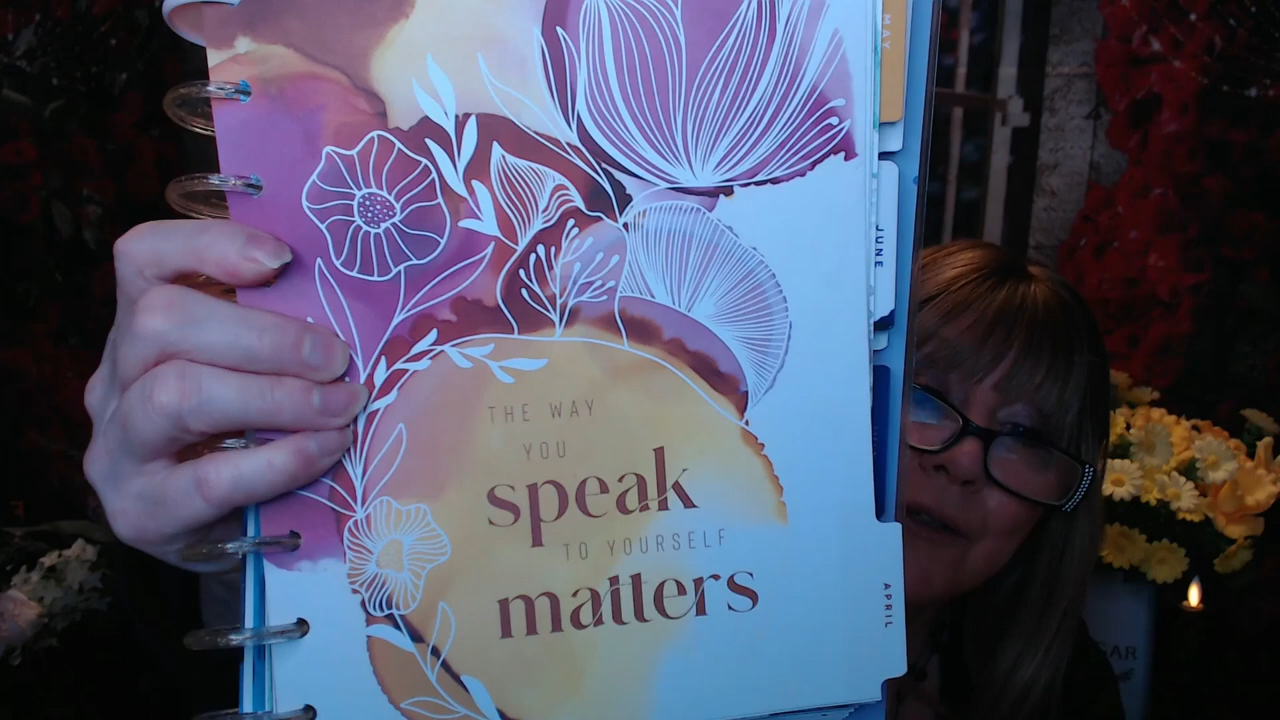 MAY
JUNE
THE WAY
YOU
speak
TO YOURSELF
matters
APRIL